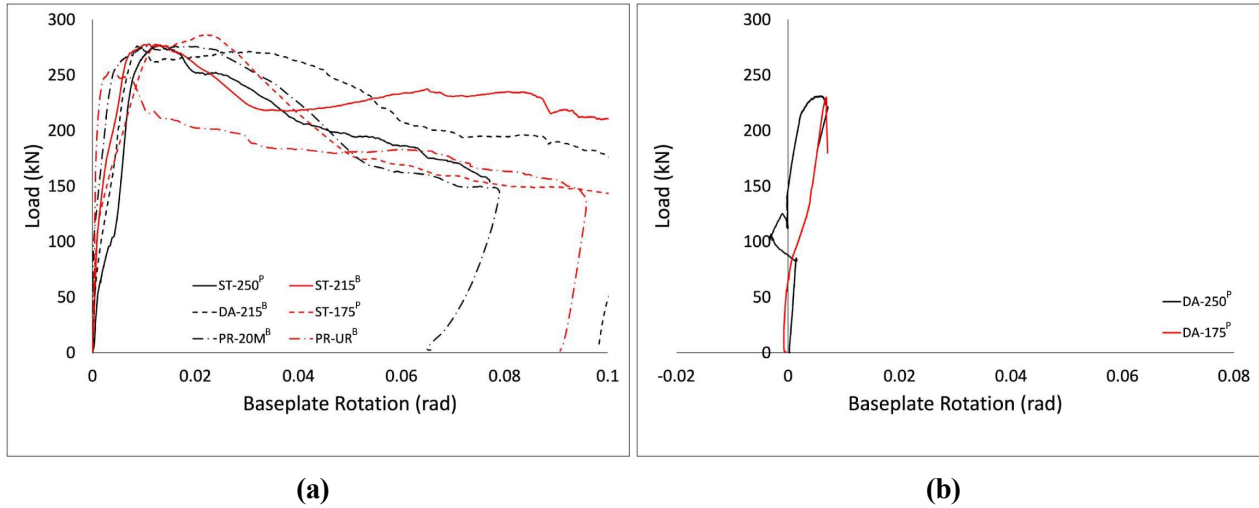 300
250
200
150
100
50
0
Load (kN)
ST-250ᴾ
ST-215ᴮ
DA-215ᴮ
ST-175ᴾ
PR-20Mᴮ
PR-URᴮ
0 0.02 0.04 0.06 0.08 0.1
Baseplate Rotation (rad)
(a)
300
250
200
150
100
50
0
Load (kN)
DA-250ᴾ
DA-175ᴾ
-0.02 0 0.02 0.04 0.06 0.08
Baseplate Rotation (rad)
(b)